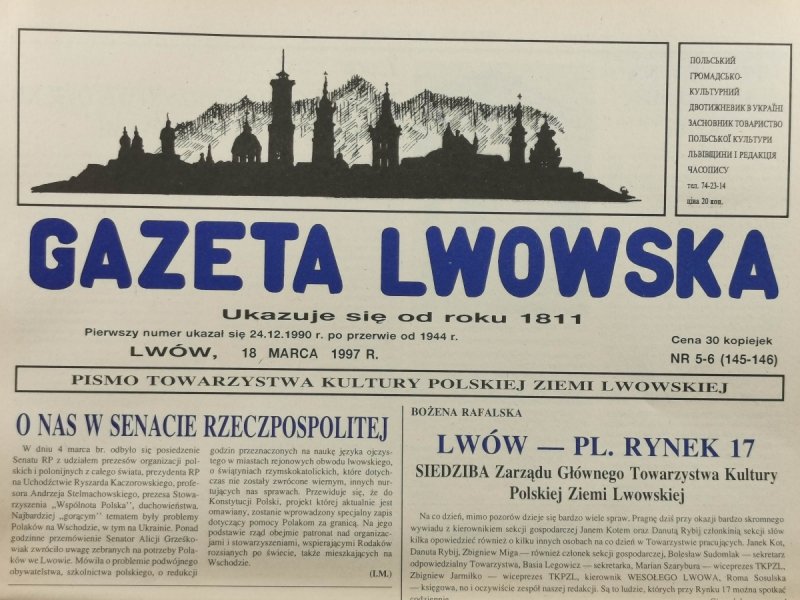 ПОЛЬСЬКИЙ
ГРОМАДСЬКО-
КУЛЬТУРНИЙ
ДВОТИЖНЕВИК В УКРАЇНІ
ЗАСНОВНИК ТОВАРИСТВО
ПОЛЬСЬКОЇ КУЛЬТУРИ
ЛЬВІВЩИНИ І РЕДАКЦІЯ
ЧАСОПИСУ
тел. 74-23-14
ціна 20 коп.
GAZETA LWOWSKA
Ukazuje się od roku 1811
Pierwszy numer ukazał się 24.12.1990 r. po przerwie od 1944 r.
LWÓW, 18 MARCA 1997 R.
Cena 30 kopiejek
NR 5-6 (145-146)
PISMO TOWARZYSTWA KULTURY POLSKIEJ ZIEMI LWOWSKIEJ
O NAS W SENACIE RZECZPOSPOLITEJ
W dniu 4 marca br. odbyło się posiedzenie
Senatu RP z udziałem prezesów organizacji pol-
skich i polonijnych z całego świata, prezydenta RP
na Uchodźtwie Ryszarda Kaczorowskiego, profe-
sora Andrzeja Stelmachowskiego, prezesa Stowa-
rzyszenia „Wspólnota Polska”, duchowieństwa.
Najbardziej „gorącym” tematem były problemy
Polaków na Wschodzie, w tym na Ukrainie. Ponad
godzinne przemówienie Senator Alicji Grześko-
wiak zwróciło uwagę zebranych na potrzeby Pola-
ków we Lwowie. Mówiła o problemie podwójnego
obywatelstwa, szkolnictwa polskiego, o redukcji
godzin przeznaczonych na naukę języka ojczys-
tego w miastach rejonowych obwodu lwowskiego,
o świątyniach rzymskokatolickich, które dotych-
czas nie zostały zwrócone wiernym, innych nur-
tujących nas sprawach. Przewiduje się, że do
Konstytucji Polski, projekt której aktualnie jest
omawiany, zostanie wprowadzony specjalny zapis
dotyczący pomocy Polakom za granicą. Na jego
podstawie rząd obejmie patronat nad organizac-
jami i stowarzyszeniami, wspierającymi Rodaków
rozsianych po świecie, także mieszkających na
Wschodzie.
(I.M.)
BOŻENA RAFALSKA
LWÓW — PL. RYNEK 17
SIEDZIBA Zarządu Głównego Towarzystwa Kultury
Polskiej Ziemi Lwowskiej
Na co dzień, mimo pozorów dzieje się bardzo wiele spraw. Pragnę dziś przy okazji bardzo skromnego
wywiadu z kierownikiem sekcji gospodarczej Janem Kotem oraz Danutą Rybij członkinią sekcji słów
kilka opowiedzieć również o kilku innych osobach na co dzień w Towarzystwie pracujących. Janek Kot,
Danuta Rybij, Zbigniew Miga — również członek sekcji gospodarczej, Bolesław Sudomlak — sekretarz
odpowiedzialny Towarzystwa, Basia Legowicz — sekretarka, Marian Szarybura — wiceprezes TKPZL,
Zbigniew Jarmiłko — wiceprezes TKPZL, kierownik WESOŁEGO LWOWA, Roma Sosulska
— księgowa, no i oczywiście zespół naszej redakcji. Są to ludzie, których przy Rynku 17 można spotkać
codziennie.